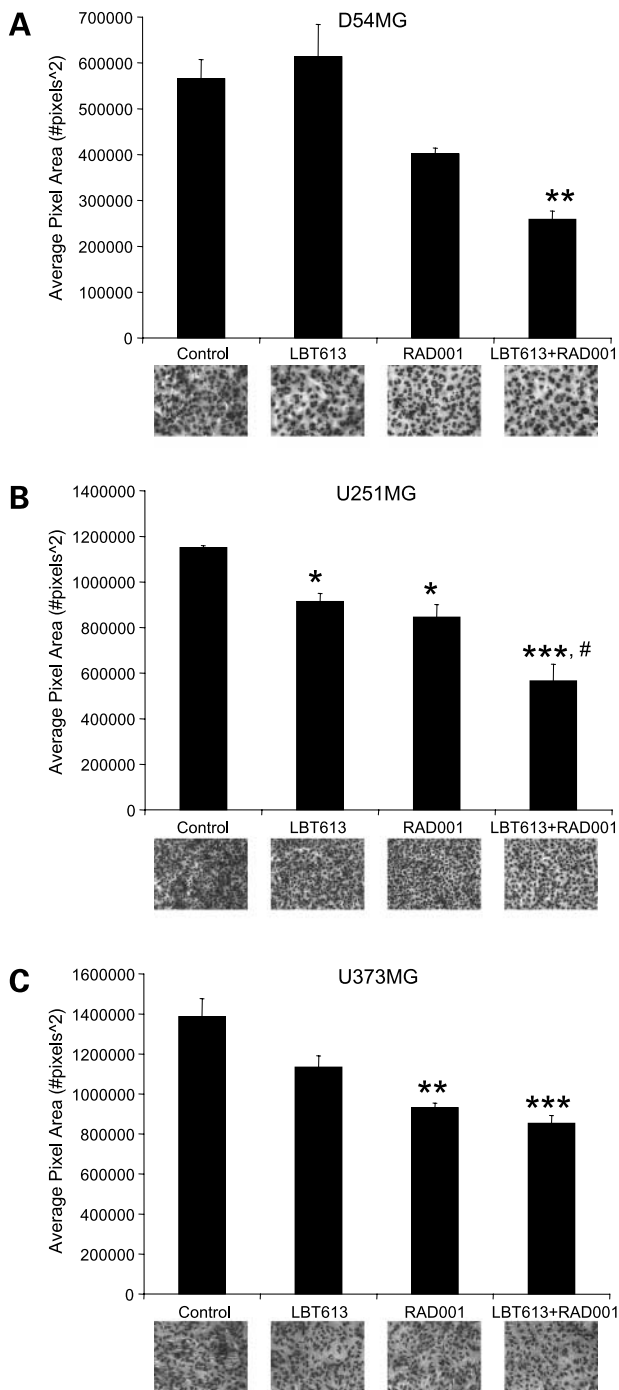 A
D54MG
Average Pixel Area (#pixels^2)
700000
600000
500000
400000
300000
200000
100000
0
**
Control LBT613 RAD001 LBT613+RAD001
B
U251MG
Average Pixel Area (#pixels^2)
1400000
1200000
1000000
800000
600000
400000
200000
0
* * ***, #
Control LBT613 RAD001 LBT613+RAD001
C
U373MG
Average Pixel Area (#pixels^2)
1600000
1400000
1200000
1000000
800000
600000
400000
200000
0
** ***
Control LBT613 RAD001 LBT613+RAD001